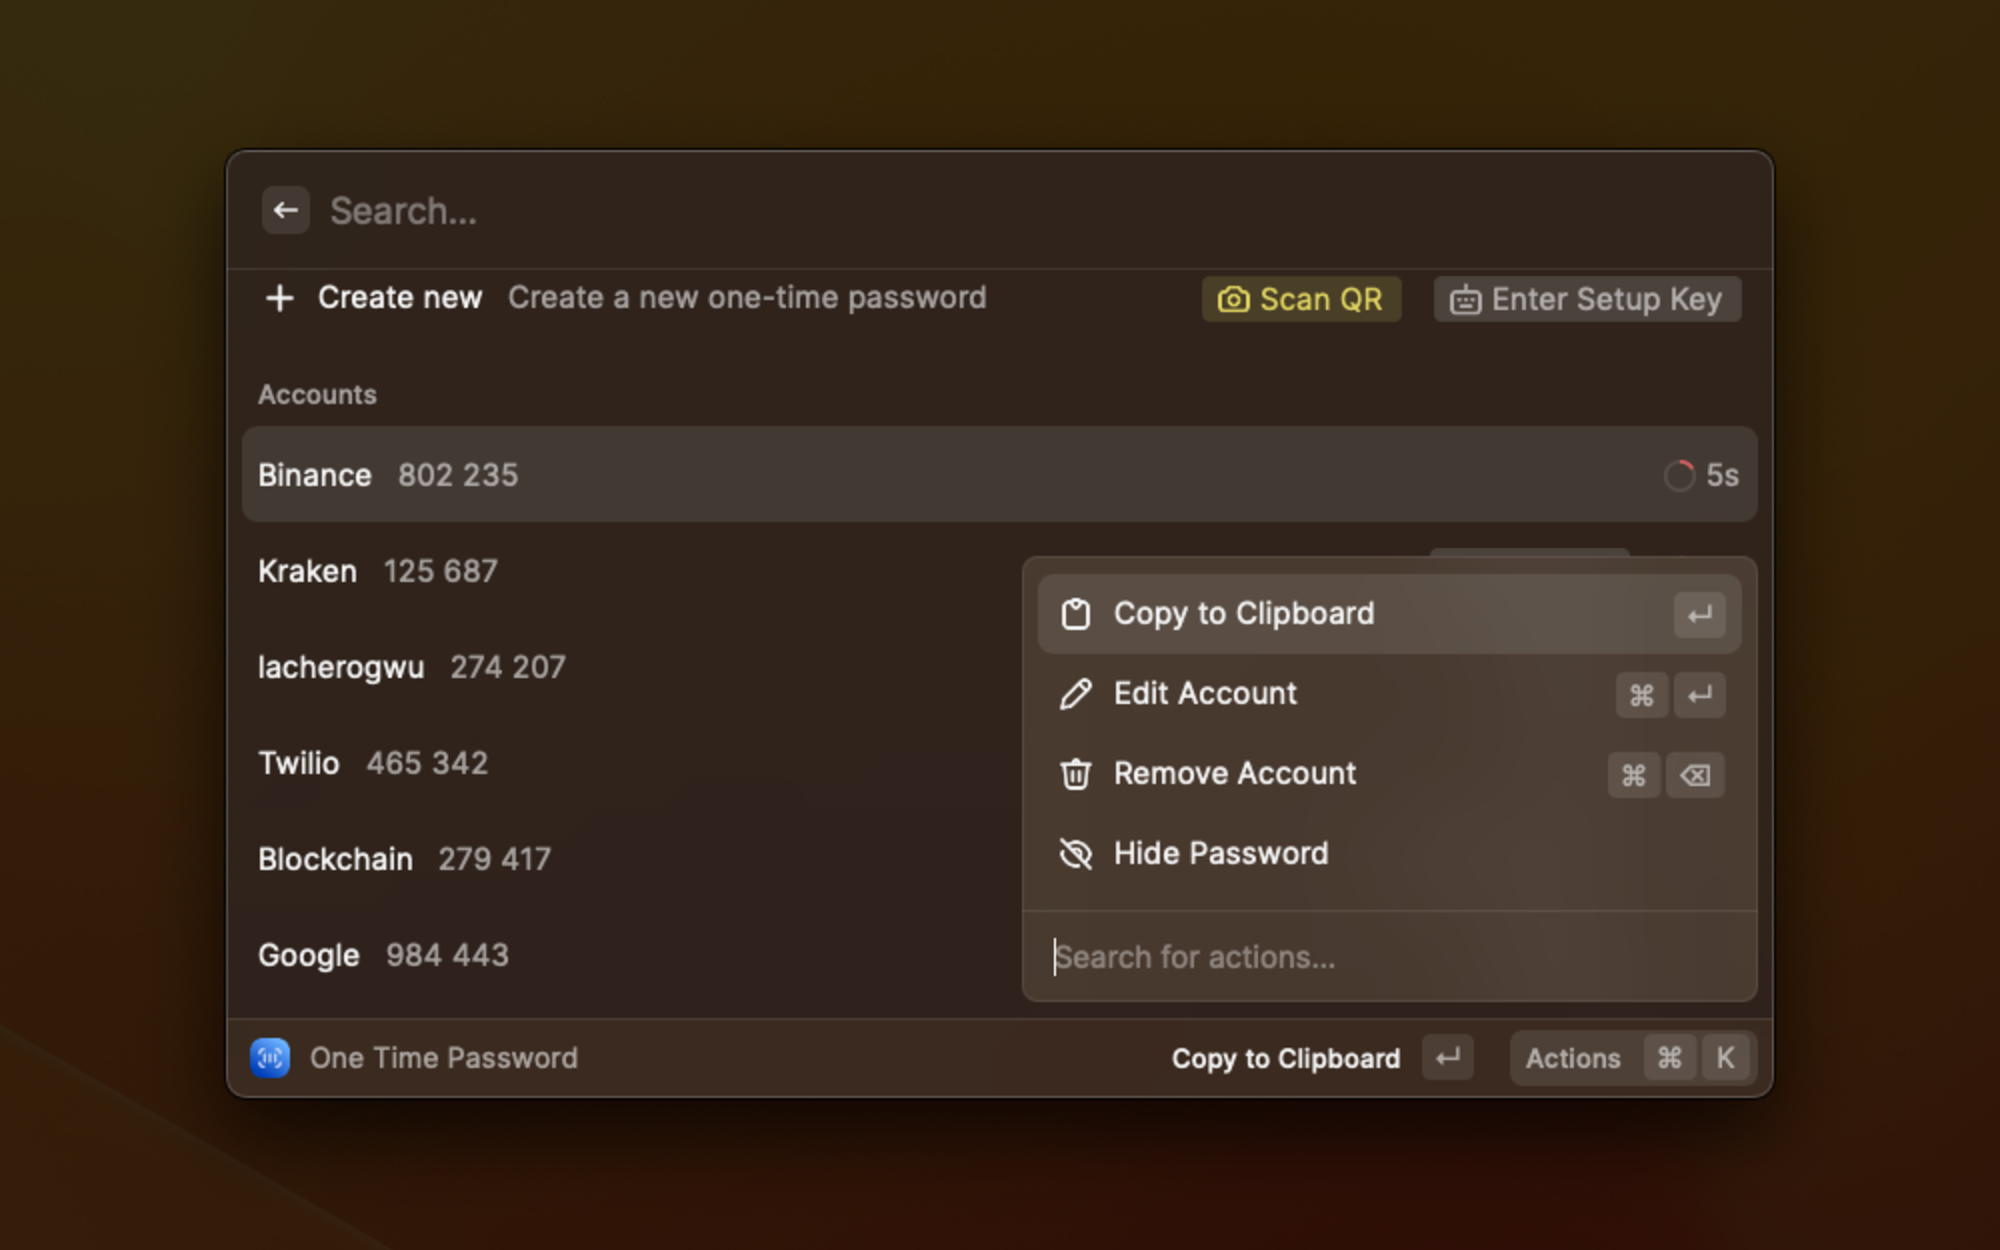 Search...
Create new Create a new one-time password Scan QR Enter Setup Key
Accounts
Binance 802 235 5s
Kraken 125 687
lacherogwu 274 207
Twilio 465 342
Blockchain 279 417
Google 984 443
Copy to Clipboard
Edit Account ⌘
Remove Account ⌘
Hide Password
Search for actions...
One Time Password Copy to Clipboard Actions ⌘ K